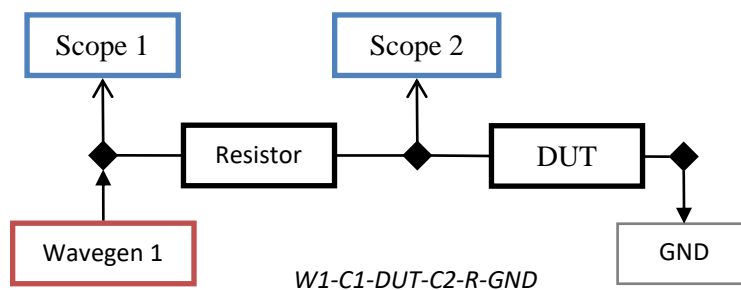 Scope 1
Scope 2
Resistor
DUT
Wavegen 1
GND
W1-C1-DUT-C2-R-GND